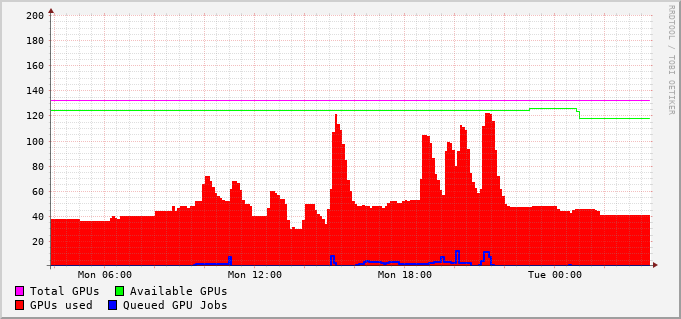 200
180
160
140
120
100
80
60
40
20
Mon 06:00 Mon 12:00 Mon 18:00 Tue 00:00
Total GPUs Available GPUs
GPUs used Queued GPU Jobs
RRDTOOL / TOBI OETIKER